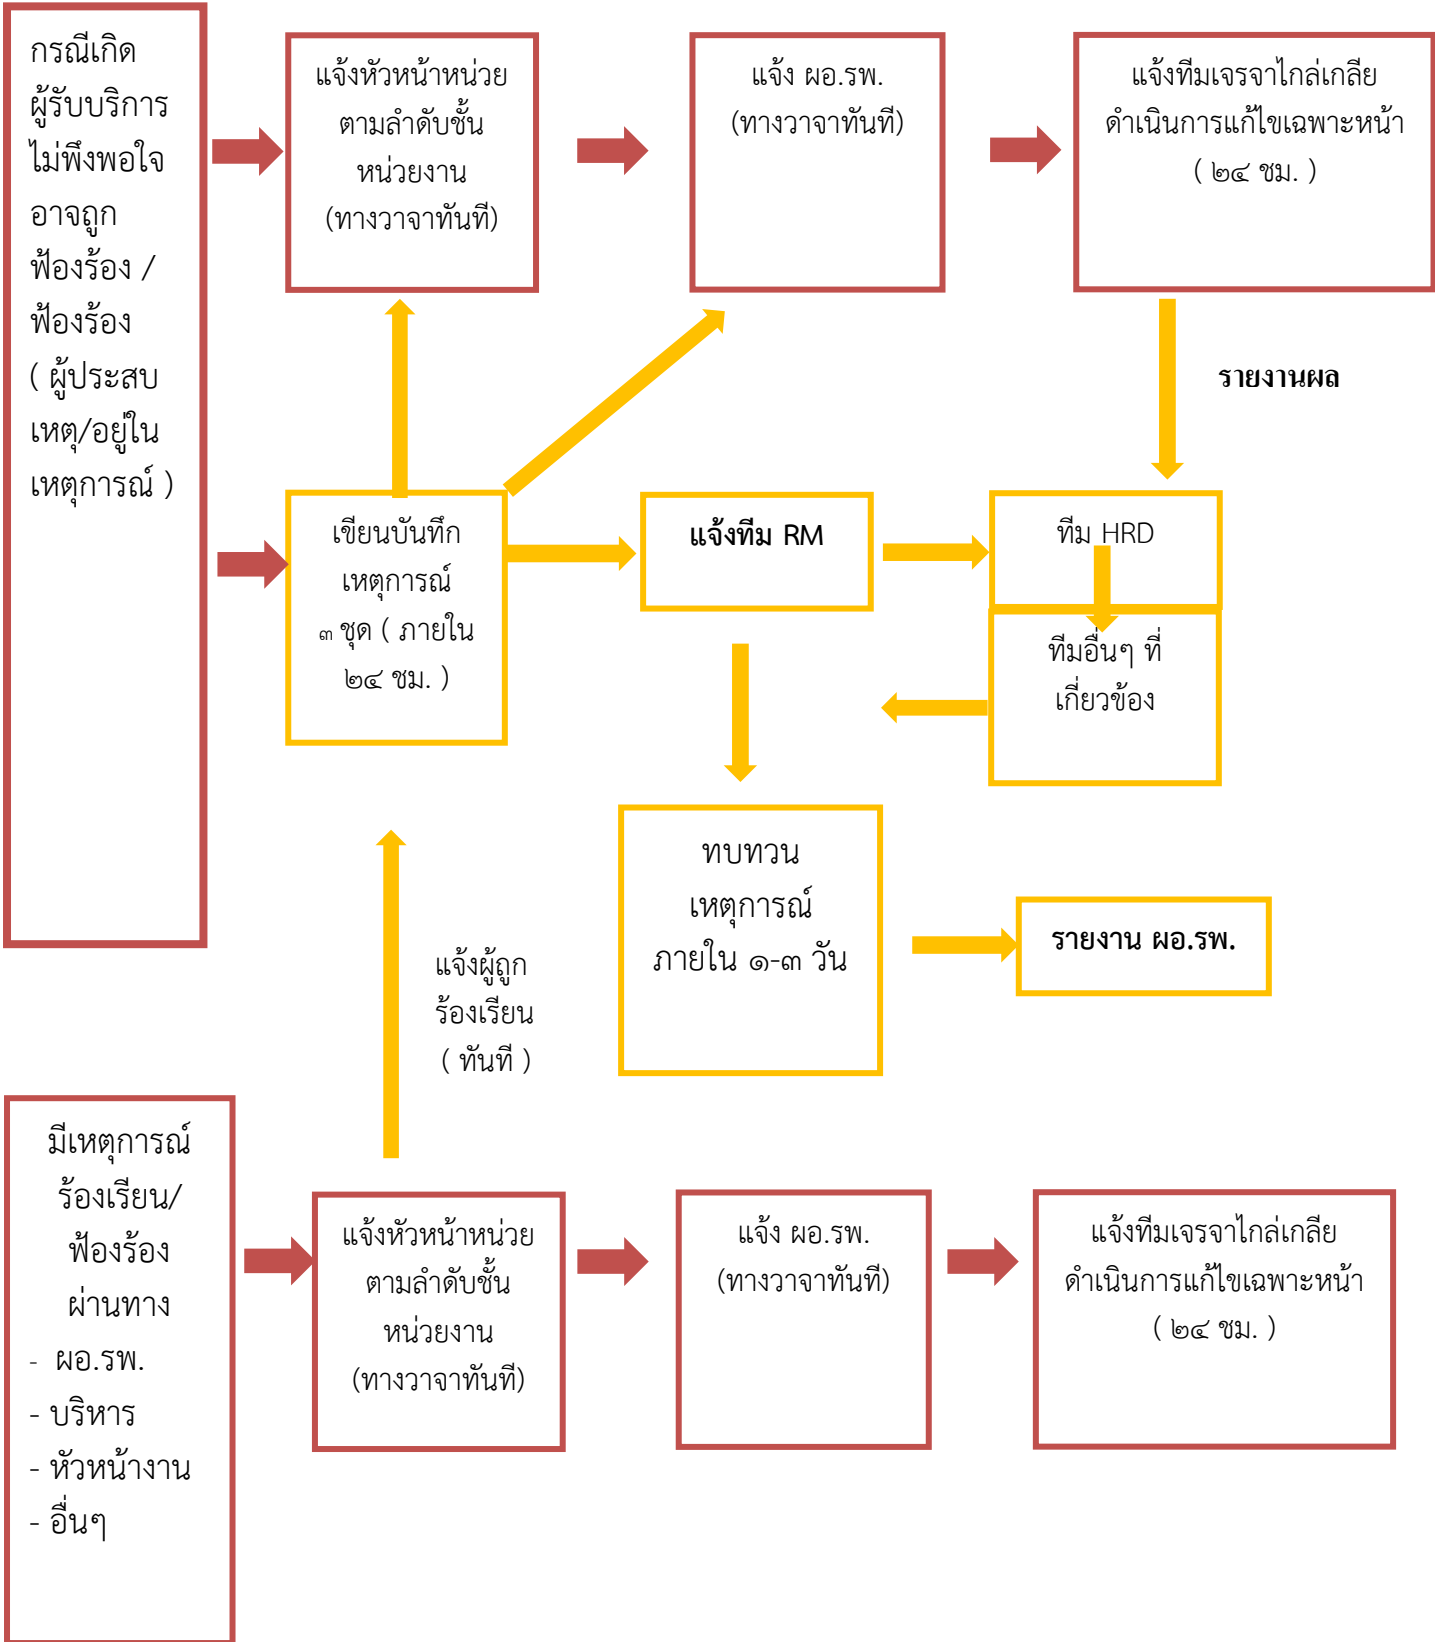 กรณีเกิด
ผู้รับบริการ
ไม่พึงพอใจ
อาจถูก
ฟ้องร้อง /
ฟ้องร้อง
( ผู้ประสบ
เหตุ/อยู่ใน
เหตุการณ์ )
แจ้งหัวหน้าหน่วย
ตามลำดับชั้น
หน่วยงาน
(ทางวาจาทันที)
แจ้ง ผอ.รพ.
(ทางวาจาทันที)
แจ้งทีมเจรจาไกล่เกลี่ย
ดำเนินการแก้ไขเฉพาะหน้า
( ๒๔ ชม. )
รายงานผล
เขียนบันทึก
เหตุการณ์
๓ ชุด ( ภายใน
๒๔ ชม. )
แจ้งทีม RM
ทีม HRD
ทีมอื่นๆ ที่
เกี่ยวข้อง
ทบทวน
เหตุการณ์
ภายใน ๑-๓ วัน
รายงาน ผอ.รพ.
แจ้งผู้ถูก
ร้องเรียน
( ทันที )
มีเหตุการณ์
ร้องเรียน/
ฟ้องร้อง
ผ่านทาง
- ผอ.รพ.
- บริหาร
- หัวหน้างาน
- อื่นๆ
แจ้งหัวหน้าหน่วย
ตามลำดับชั้น
หน่วยงาน
(ทางวาจาทันที)
แจ้ง ผอ.รพ.
(ทางวาจาทันที)
แจ้งทีมเจรจาไกล่เกลี่ย
ดำเนินการแก้ไขเฉพาะหน้า
( ๒๔ ชม. )